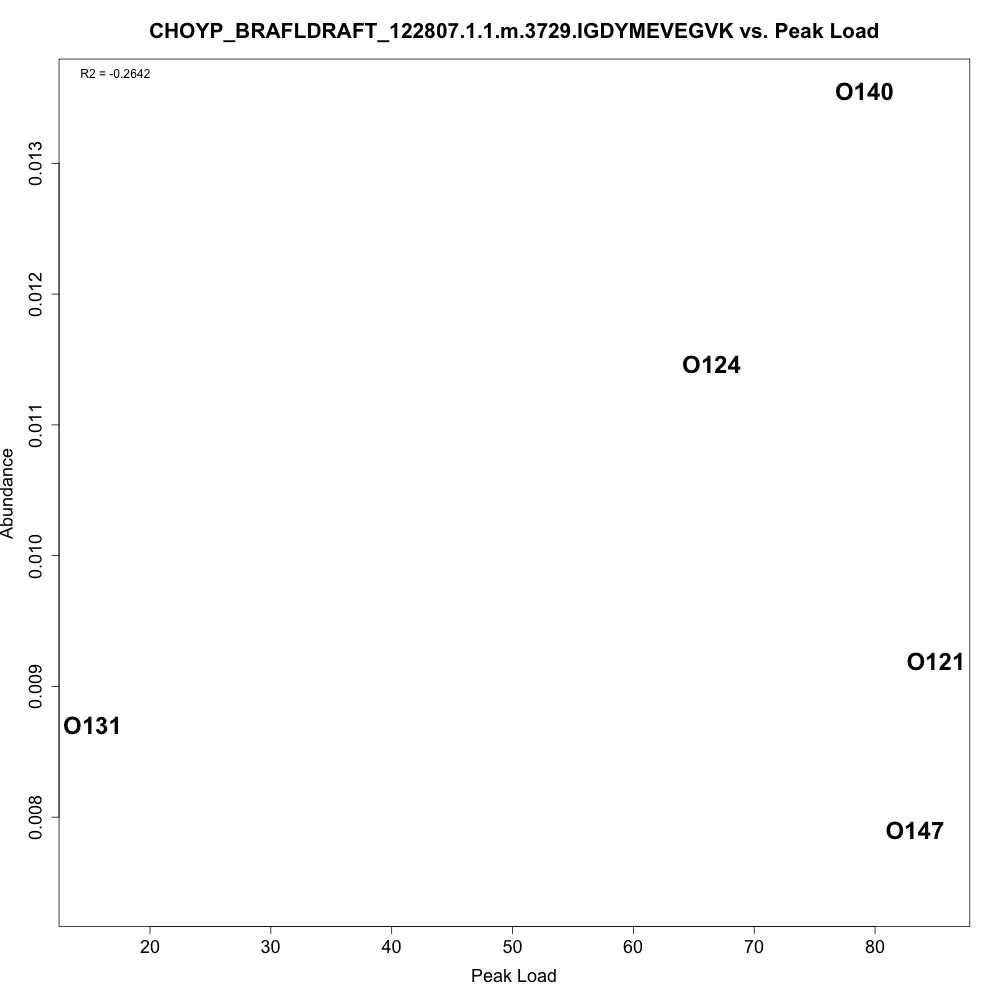 CHOYP_BRAFLDRAFT_122807.1.1.m.3729.IGDYMEVEGVK vs. Peak Load
R2 = -0.2642
O140
0.013
0.012
O124
0.011
Abundance
0.010
O121
0.009
O131
0.008
O147
20 30 40 50 60 70 80
Peak Load